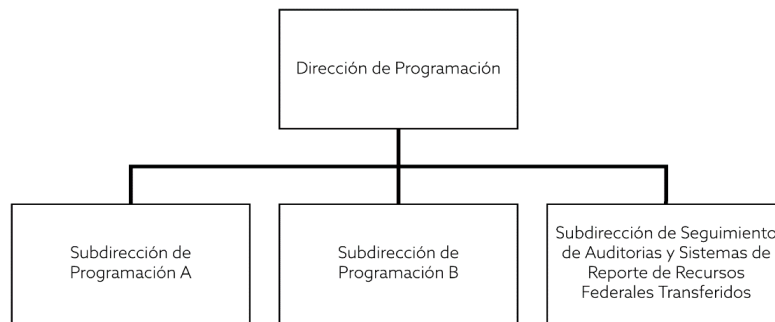 Dirección de Programación
Subdirección de
Programación A
Subdirección de
Programación B
Subdirección de Seguimiento
de Auditorias y Sistemas de
Reporte de Recursos
Federales Transferidos